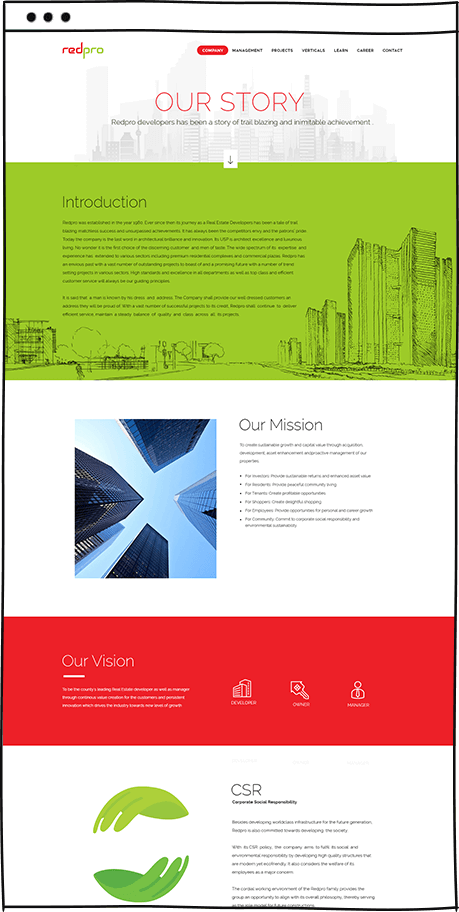 redpro
COMPANY MANAGEMENT PROJECTS VERTICALS LEARN CAREER CONTACT
OUR STORY
Redpro developers has been a story of trail blazing and inimitable achievement .
Introduction
Redpro was established in the year 1986. Ever since then its journey as a Real Estate Developers has been a tale of trail
blazing matchless success and unsurpassed achievements. It has always been the competitors envy and the patrons' pride.
Today the company is the last word in architectural brilliance and innovation. Its USP is architect excellence and luxurious
living. No wonder it is the first choice of the discerning customer and men of taste. The wide spectrum of its expertise and
experience has extended to various sectors including premium residential complexes and commercial places. Redpro has
an envious past with a vast number of outstanding projects to boast of and a promising future with a number of trend
setting projects in various sectors. High standards and excellence in all departments as well as top class and efficient
customer service will always be our guiding principles.
It is said that a man is known by his dress and address. The Company shall provide our well dressed customers an
address they will be proud of. With a vast number of successful projects to its credit, Redpro shall continue to deliver
efficient service, maintain a steady balance of quality and class across all its projects.
Our Mission
To create sustainable growth and capital value through acquisition,
development, asset enhancement and proactive management of our
properties.
For Investors: Provide sustainable returns and enhanced asset value
For Residents: Provide peaceful community living
For Tenants: Create profitable opportunities
For Shoppers: Create delightful shopping
For Employees: Provide opportunities for personal and career growth
For Community: Commit to corporate social responsibility and
environmental sustainability
Our Vision
To be the county's leading Real Estate developer as well as manager
through continous value creation for the customers and persistent
innovation which drives the industry towards new level of growth
DEVELOPER OWNER MANAGER
CSR
Corporate Social Responsibility
Besides developing worldclass infrastructure for the future generation,
Redpro is also committed towards developing the society.
With its CSR policy, the company aims to fulfil its social and
environmental responsibility by developing high quality structures that
are modern yet ecofriendly. It also considers the welfare of its
employees as a major concern.
The cordial working environment of the Redpro family provides the
group an opportunity to align with its overall philosophy, thereby serving
as the role model for future constructions.